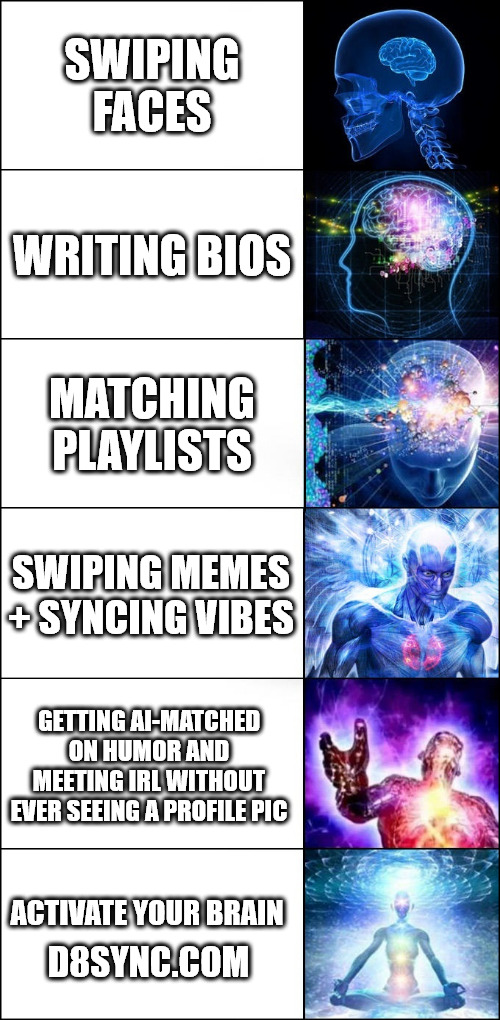 SWIPING
FACES
WRITING BIOS
MATCHING
PLAYLISTS
SWIPING MEMES
+ SYNCING VIBES
GETTING AI-MATCHED
ON HUMOR AND
MEETING IRL WITHOUT
EVER SEEING A PROFILE PIC
ACTIVATE YOUR BRAIN
D8SYNC.COM